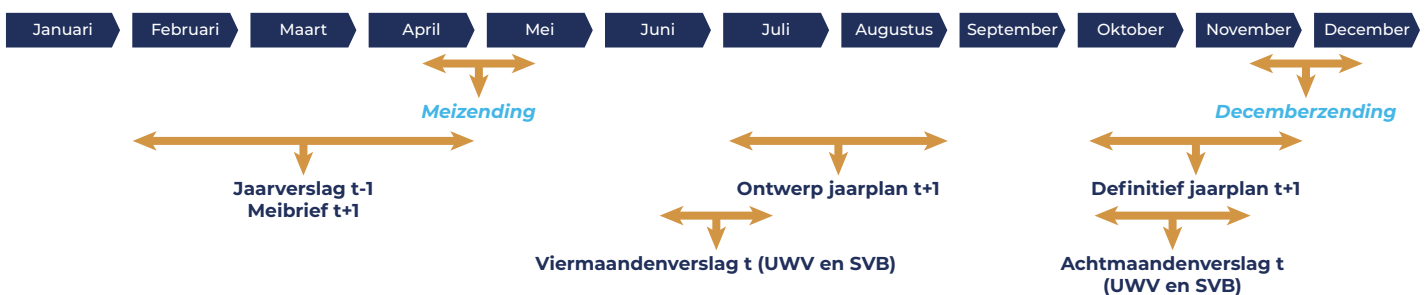 Januari
Februari
Maart
April
Mei
Juni
Juli
Augustus
September
Oktober
November
December
Meizending
Decemberzending
Jaarverslag t-1
Meibrief t+1
Ontwerp jaarplan t+1
Definitief jaarplan t+1
Viermaandenverslag t (UWV en SVB)
Achtmaandenverslag t
(UWV en SVB)